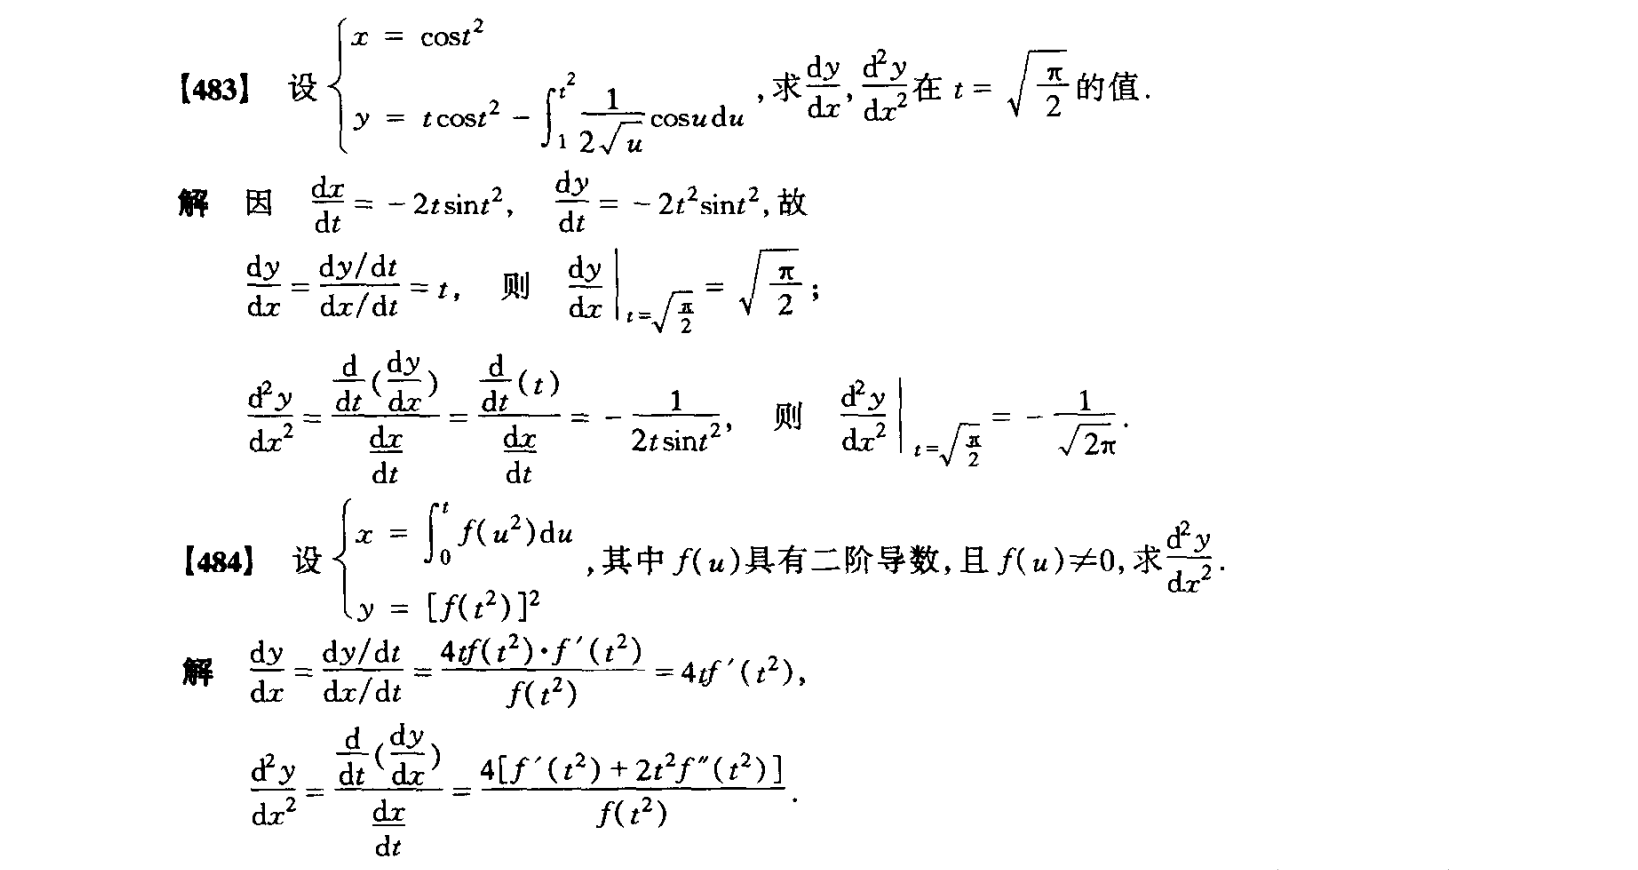 【483】 设 $\begin{cases} x = \cos t^2 \\ y = t\cos t^2 - \int_1^{t^2} \frac{1}{2\sqrt{u}} \cos u \, du \end{cases}$ ,求 $\frac{dy}{dx}, \frac{d^2y}{dx^2}$ 在 $t = \sqrt{\frac{\pi}{2}}$ 的值.
解 因 $\frac{dx}{dt} = -2t\sin t^2, \frac{dy}{dt} = -2t^2\sin t^2$,故
$\frac{dy}{dx} = \frac{dy/dt}{dx/dt} = t$, 则 $\left.\frac{dy}{dx}\right|_{t=\sqrt{\frac{\pi}{2}}} = \sqrt{\frac{\pi}{2}}$;
$\frac{d^2y}{dx^2} = \frac{\frac{d}{dt}(\frac{dy}{dx})}{\frac{dx}{dt}} = \frac{\frac{d}{dt}(t)}{\frac{dx}{dt}} = -\frac{1}{2t\sin t^2}$, 则 $\left.\frac{d^2y}{dx^2}\right|_{t=\sqrt{\frac{\pi}{2}}} = -\frac{1}{\sqrt{2\pi}}$.
【484】 设 $\begin{cases} x = \int_0^t f(u^2) du \\ y = [f(t^2)]^2 \end{cases}$ ,其中 $f(u)$ 具有二阶导数,且 $f(u) \neq 0$,求 $\frac{d^2y}{dx^2}$.
解 $\frac{dy}{dx} = \frac{dy/dt}{dx/dt} = \frac{4tf(t^2) \cdot f'(t^2)}{f(t^2)} = 4tf'(t^2)$,
$\frac{d^2y}{dx^2} = \frac{\frac{d}{dt}(\frac{dy}{dx})}{\frac{dx}{dt}} = \frac{4[f'(t^2) + 2t^2f''(t^2)]}{f(t^2)}$.